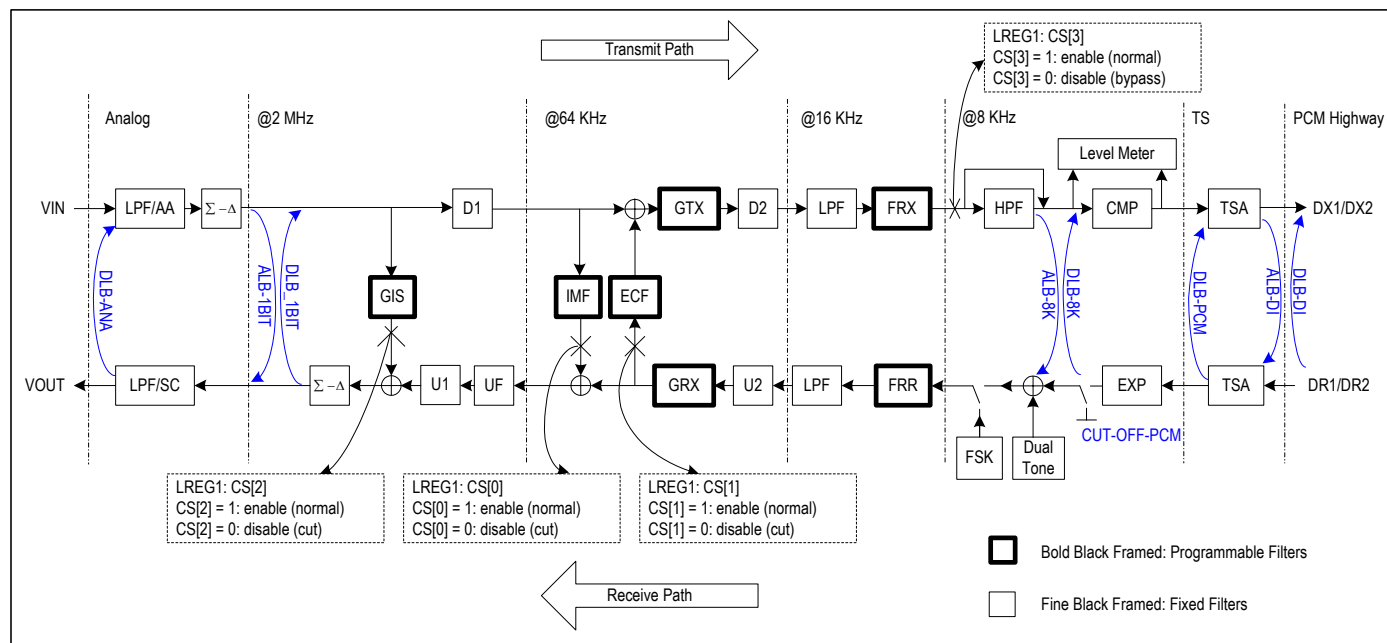 Transmit Path
LREG1: CS[3]
CS[3] = 1: enable (normal)
CS[3] = 0: disable (bypass)
Analog
@2 MHz
@64 KHz
@16 KHz
@8 KHz
TS
PCM Highway
Level Meter
VIN
LPF/AA
Σ−Δ
D1
GTX
D2
LPF
FRX
HPF
CMP
TSA
DX1/DX2
DLB-ANA
ALB-1BIT
DLB_1BIT
GIS
IMF
ECF
ALB-8K
DLB-8K
DLB-PCM
ALB-DI
DLB-DI
VOUT
LPF/SC
Σ−Δ
U1
UF
GRX
U2
LPF
FRR
EXP
TSA
DR1/DR2
CUT-OFF-PCM
FSK
Dual
Tone
LREG1: CS[2]
CS[2] = 1: enable (normal)
CS[2] = 0: disable (cut)
LREG1: CS[0]
CS[0] = 1: enable (normal)
CS[0] = 0: disable (cut)
LREG1: CS[1]
CS[1] = 1: enable (normal)
CS[1] = 0: disable (cut)
Bold Black Framed: Programmable Filters
Receive Path
Fine Black Framed: Fixed Filters